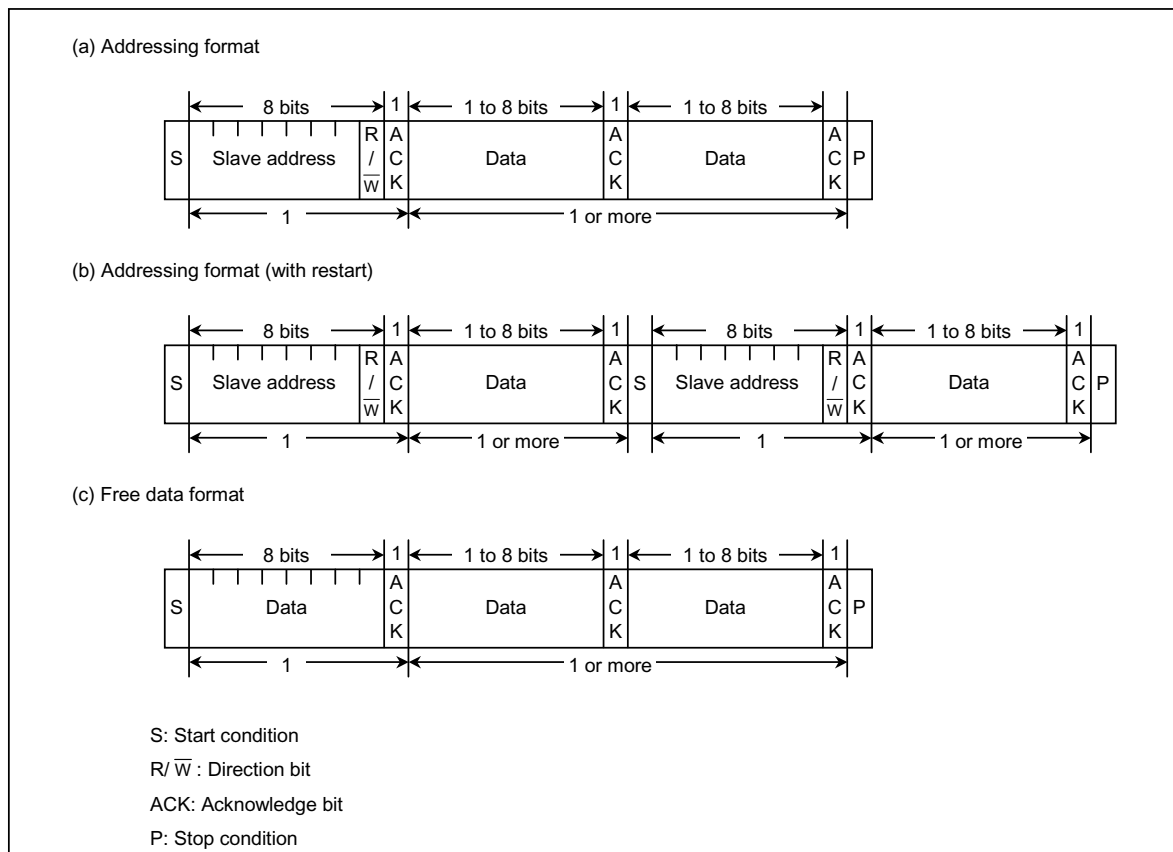 (a) Addressing format
8 bits 1 1 to 8 bits 1 1 to 8 bits
S Slave address R/W̅ ACK Data ACK Data ACK P
1 1 or more
(b) Addressing format (with restart)
8 bits 1 1 to 8 bits 1 8 bits 1 1 to 8 bits 1
S Slave address R/W̅ ACK Data ACK S Slave address R/W̅ ACK Data ACK P
1 1 or more 1 1 or more
(c) Free data format
8 bits 1 1 to 8 bits 1 1 to 8 bits 1
S Data ACK Data ACK Data ACK P
1 1 or more
S: Start condition
R/ W̅ : Direction bit
ACK: Acknowledge bit
P: Stop condition